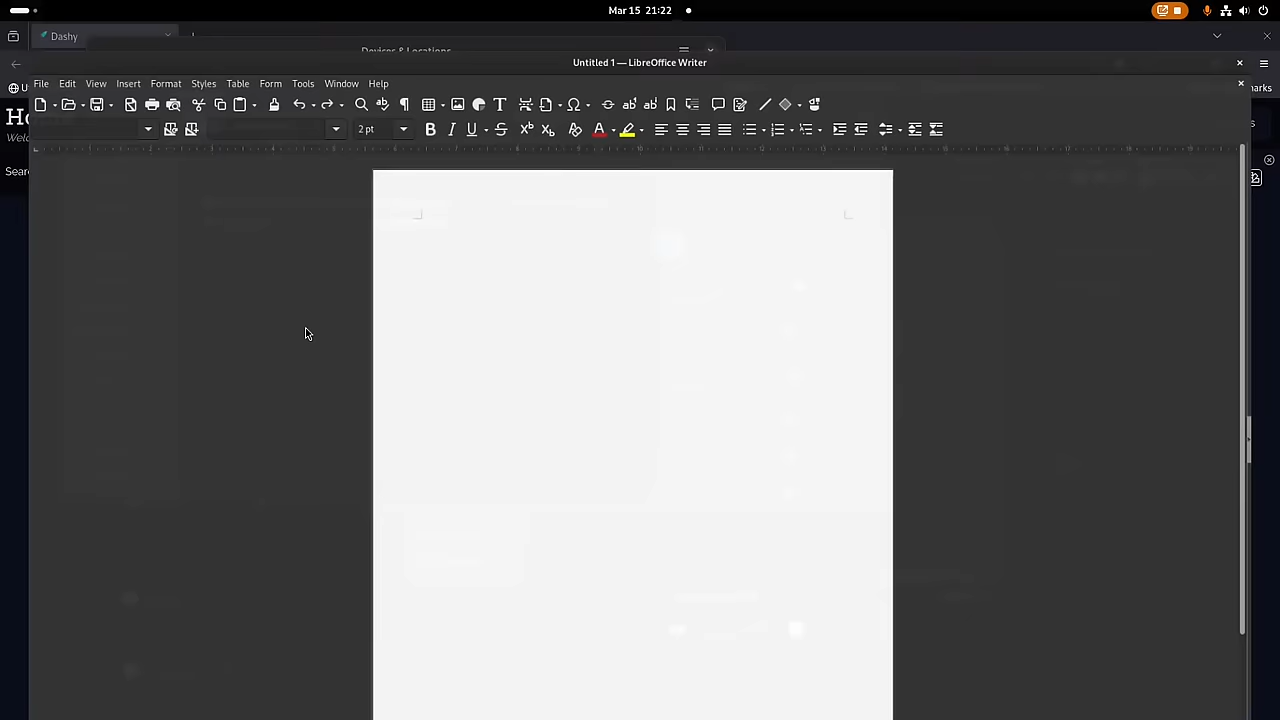 Mar 15 21:22
Dashy
Devices & Locations
Untitled 1 — LibreOffice Writer
File Edit View Insert Format Styles Table Form Tools Window Help
2 pt